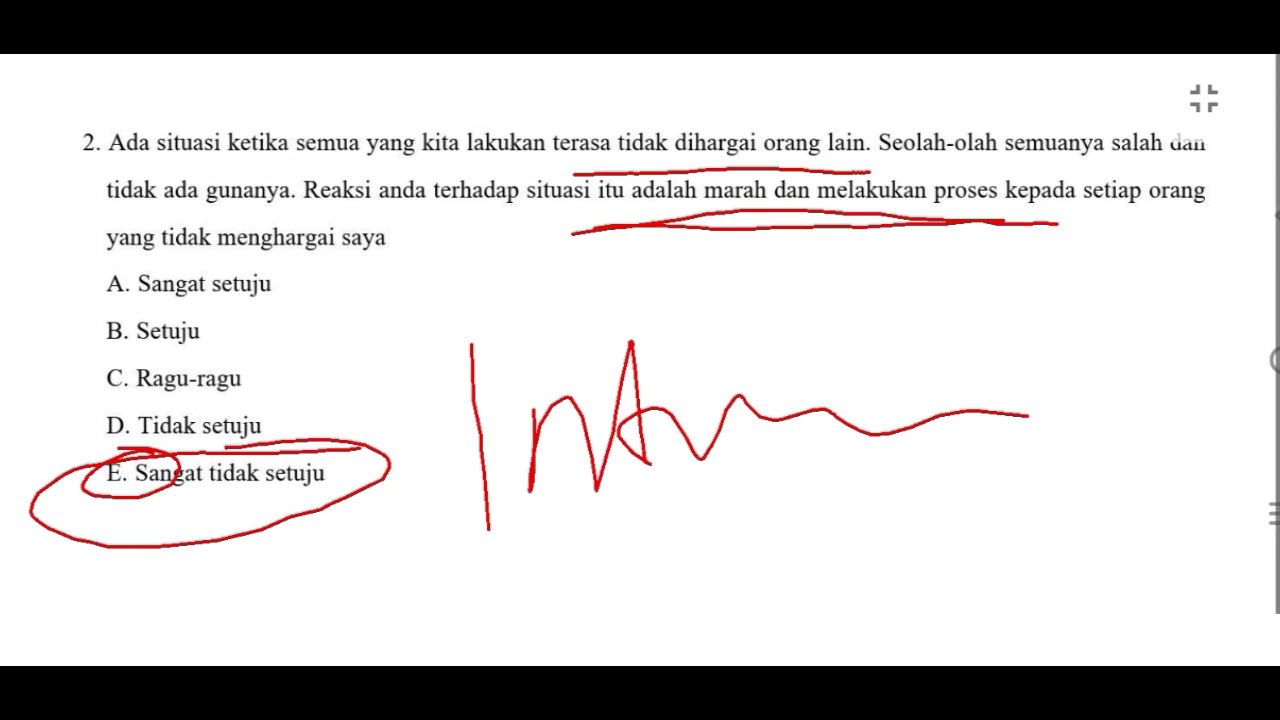 2. Ada situasi ketika semua yang kita lakukan terasa tidak dihargai orang lain. Seolah-olah semuanya salah dan
tidak ada gunanya. Reaksi anda terhadap situasi itu adalah marah dan melakukan proses kepada setiap orang
yang tidak menghargai saya
A. Sangat setuju
B. Setuju
C. Ragu-ragu
D. Tidak setuju
E. Sangat tidak setuju